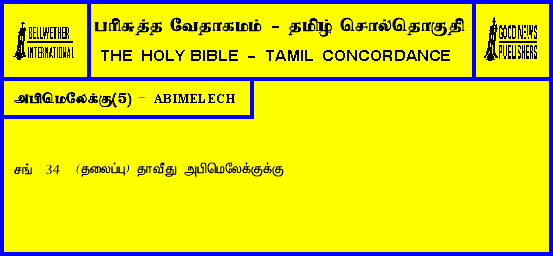 BELLWETHER
INTERNATIONAL
பரிசுத்த வேதாகமம் - தமிழ் சொல்தொகுதி
THE HOLY BIBLE - TAMIL CONCORDANCE
GOOD NEWS
PUBLISHERS
அபிமெலேக்கு(5) - ABIMELECH
சங் 34 (தலைப்பு) தாவீது அபிமெலேக்குக்கு